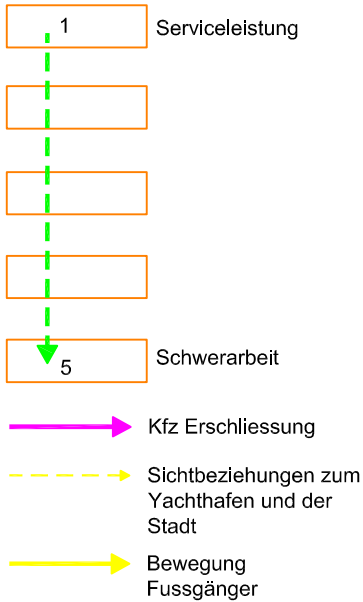 1 Serviceleistung
5 Schwerarbeit
Kfz Erschliessung
Sichtbeziehungen zum
Yachthafen und der
Stadt
Bewegung
Fussgänger